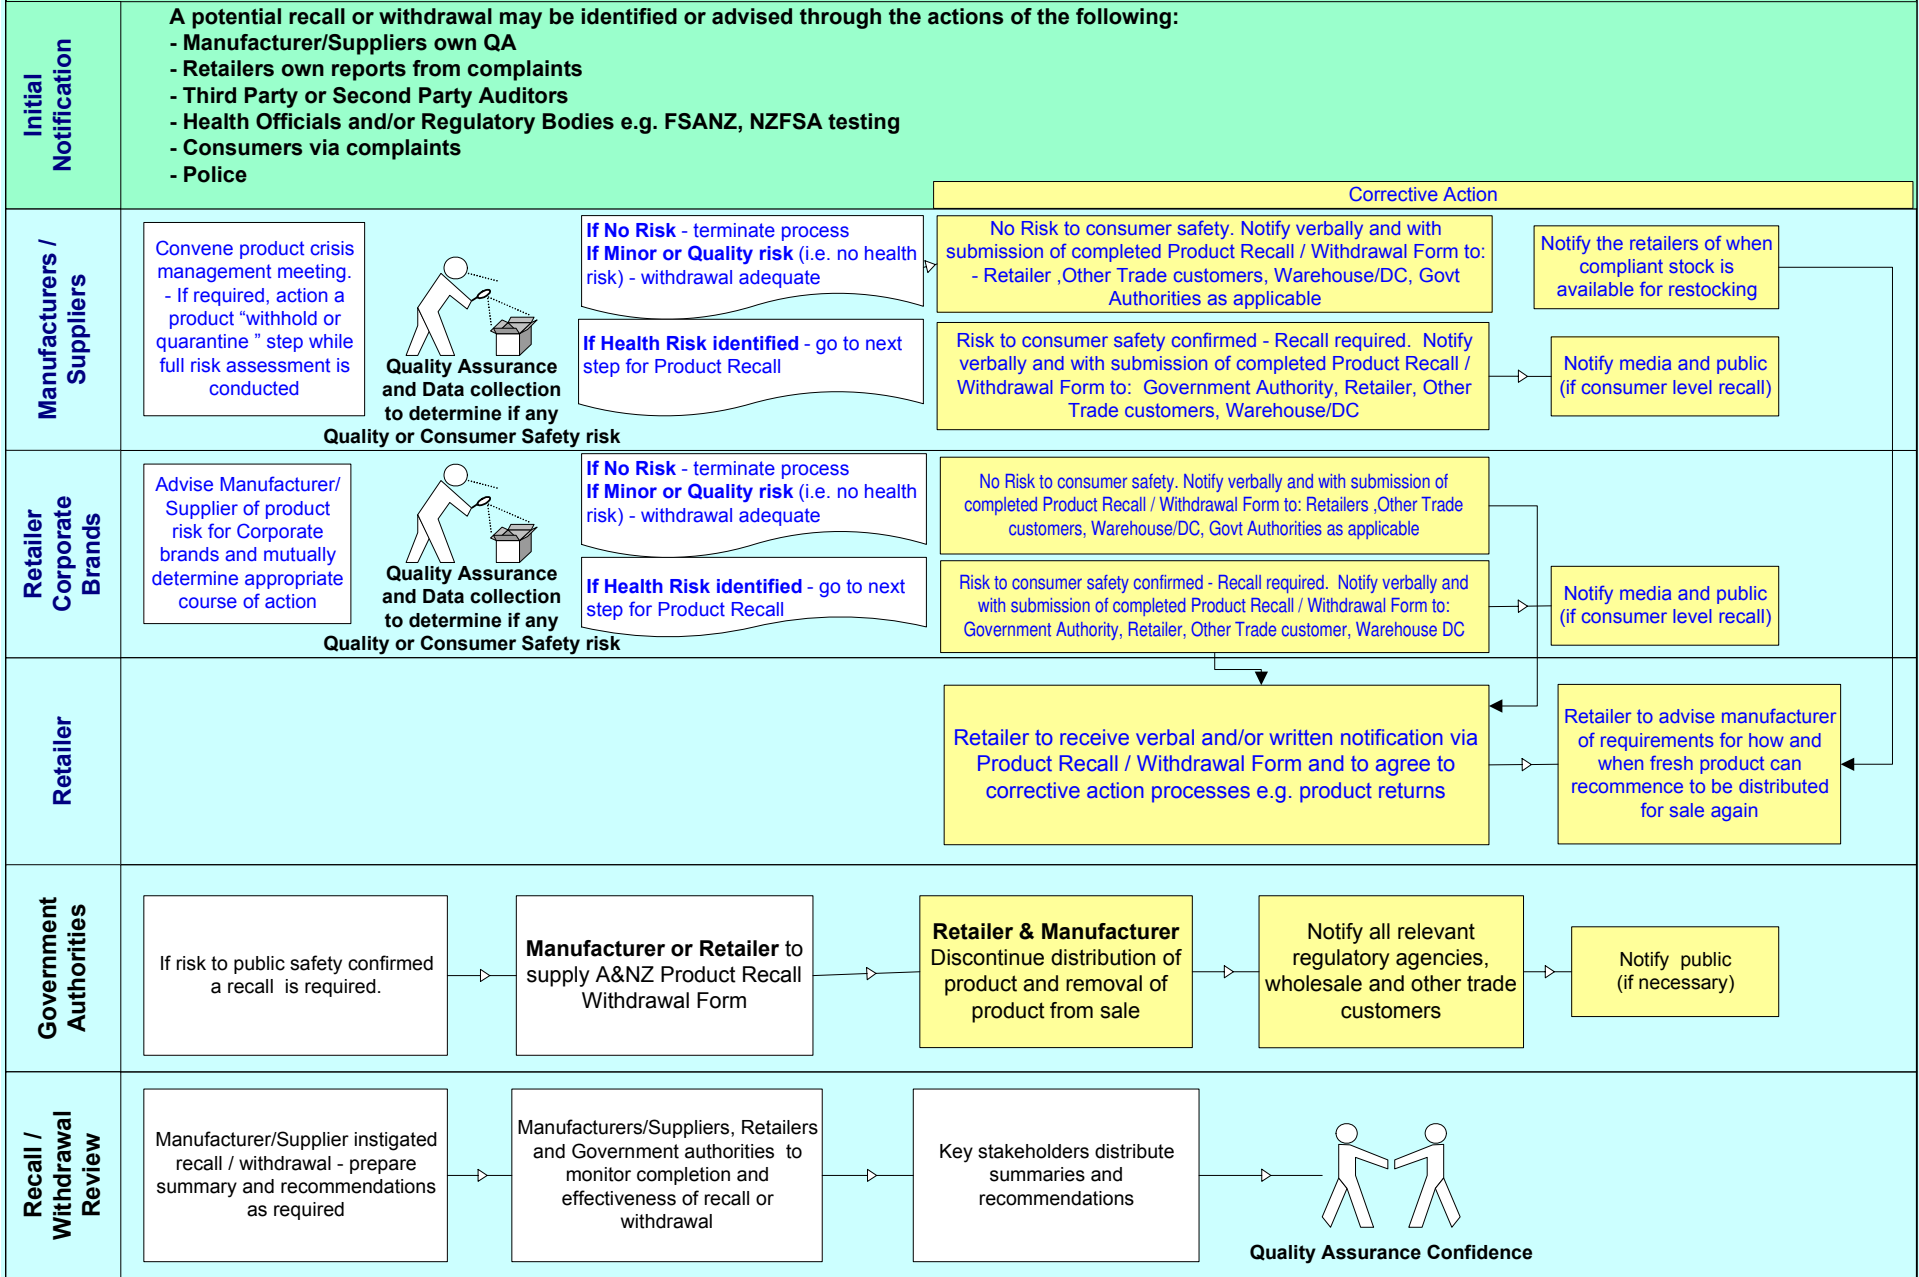 Initial
Notification
A potential recall or withdrawal may be identified or advised through the actions of the following:
- Manufacturer/Suppliers own QA
- Retailers own reports from complaints
- Third Party or Second Party Auditors
- Health Officials and/or Regulatory Bodies e.g. FSANZ, NZFSA testing
- Consumers via complaints
- Police
Corrective Action
Manufacturers /
Suppliers
Convene product crisis
management meeting.
- If required, action a
product “withhold or
quarantine ” step while
full risk assessment is
conducted
Quality Assurance
and Data collection
to determine if any
Quality or Consumer Safety risk
If No Risk - terminate process
If Minor or Quality risk (i.e. no health
risk) - withdrawal adequate
If Health Risk identified - go to next
step for Product Recall
No Risk to consumer safety. Notify verbally and with
submission of completed Product Recall / Withdrawal Form to:
- Retailer ,Other Trade customers, Warehouse/DC, Govt
Authorities as applicable
Risk to consumer safety confirmed - Recall required. Notify
verbally and with submission of completed Product Recall /
Withdrawal Form to: Government Authority, Retailer, Other
Trade customers, Warehouse/DC
Notify the retailers of when
compliant stock is
available for restocking
Notify media and public
(if consumer level recall)
Retailer
Corporate
Brands
Advise Manufacturer/
Supplier of product
risk for Corporate
brands and mutually
determine appropriate
course of action
Quality Assurance
and Data collection
to determine if any
Quality or Consumer Safety risk
If No Risk - terminate process
If Minor or Quality risk (i.e. no health
risk) - withdrawal adequate
If Health Risk identified - go to next
step for Product Recall
No Risk to consumer safety. Notify verbally and with submission of
completed Product Recall / Withdrawal Form to: Retailers ,Other Trade
customers, Warehouse/DC, Govt Authorities as applicable
Risk to consumer safety confirmed - Recall required. Notify verbally and
with submission of completed Product Recall / Withdrawal Form to:
Government Authority, Retailer, Other Trade customer, Warehouse DC
Notify media and public
(if consumer level recall)
Retailer
Retailer to receive verbal and/or written notification via
Product Recall / Withdrawal Form and to agree to
corrective action processes e.g. product returns
Retailer to advise manufacturer
of requirements for how and
when fresh product can
recommence to be distributed
for sale again
Government
Authorities
If risk to public safety confirmed
a recall is required.
Manufacturer or Retailer to
supply A&NZ Product Recall
Withdrawal Form
Retailer & Manufacturer
Discontinue distribution of
product and removal of
product from sale
Notify all relevant
regulatory agencies,
wholesale and other trade
customers
Notify public
(if necessary)
Recall /
Withdrawal
Review
Manufacturer/Supplier instigated
recall / withdrawal - prepare
summary and recommendations
as required
Manufacturers/Suppliers, Retailers
and Government authorities to
monitor completion and
effectiveness of recall or
withdrawal
Key stakeholders distribute
summaries and
recommendations
Quality Assurance Confidence